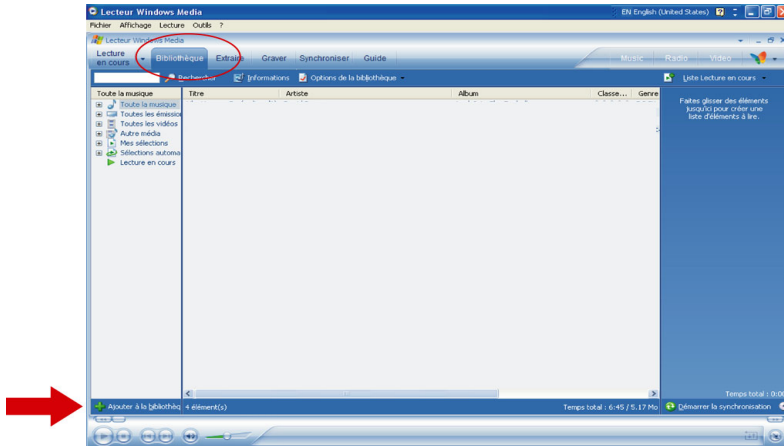 Lecteur Windows Media
EN English (United States)
Fichier Affichage Lecture Outils ?
Lecteur Windows Media
Lecture en cours
Bibliothèque Extraire Graver Synchroniser Guide
Music Radio Video
Rechercher Informations Options de la bibliothèque
Liste Lecture en cours
Toute la musique
Titre Artiste Album Classe... Genre
Toute la musique
Toutes les émission
Toutes les vidéos
Autre média
Mes sélections
Sélections automa
Lecture en cours
Faites glisser des éléments
jusqu'ici pour créer une
liste d'éléments à lire.
Temps total : 0:00
Ajouter à la bibliothèq
4 élément(s)
Temps total : 6:45 / 5.17 Mo
Démarrer la synchronisation